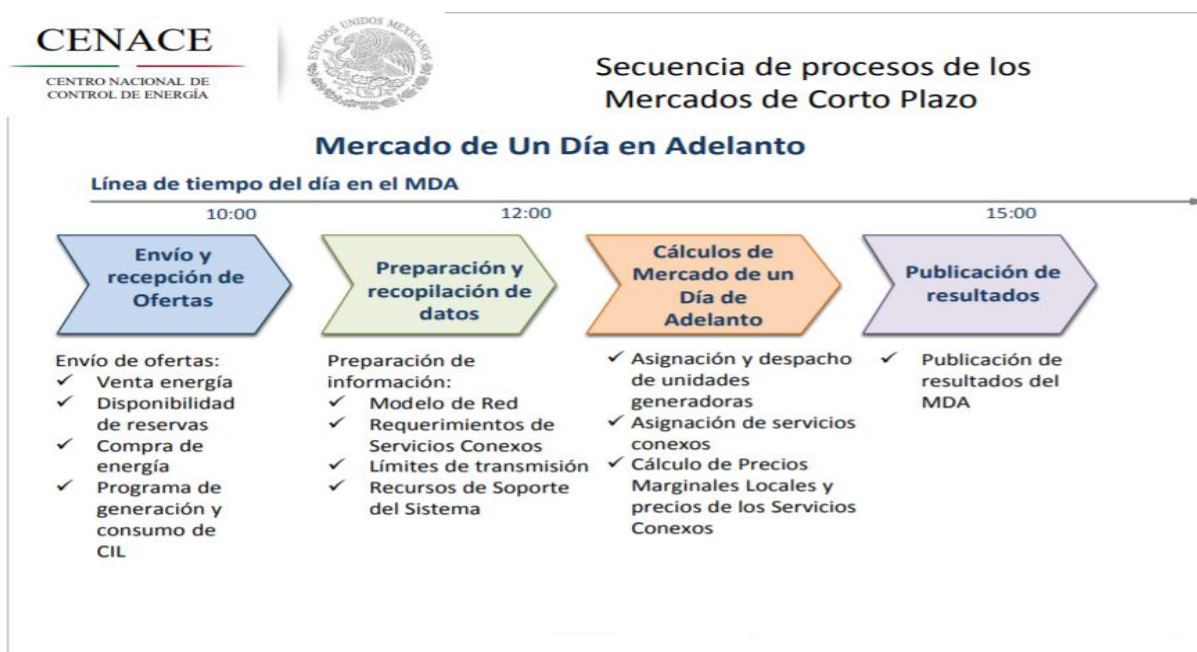 CENACE
CENTRO NACIONAL DE
CONTROL DE ENERGÍA
ESTADOS UNIDOS MEXICANOS
Secuencia de procesos de los
Mercados de Corto Plazo
Mercado de Un Día en Adelanto
Línea de tiempo del día en el MDA
10:00
12:00
15:00
Envío y
recepción de
Ofertas
Preparación y
recopilación de
datos
Cálculos de
Mercado de un
Día de
Adelanto
Publicación de
resultados
Envío de ofertas:
✓ Venta energía
✓ Disponibilidad
de reservas
✓ Compra de
energía
✓ Programa de
generación y
consumo de
CIL
Preparación de
información:
✓ Modelo de Red
✓ Requerimientos de
Servicios Conexos
✓ Límites de transmisión
✓ Recursos de Soporte
del Sistema
✓ Asignación y despacho
de unidades
generadoras
✓ Asignación de servicios
conexos
✓ Cálculo de Precios
Marginales Locales y
precios de los Servicios
Conexos
✓ Publicación de
resultados del
MDA